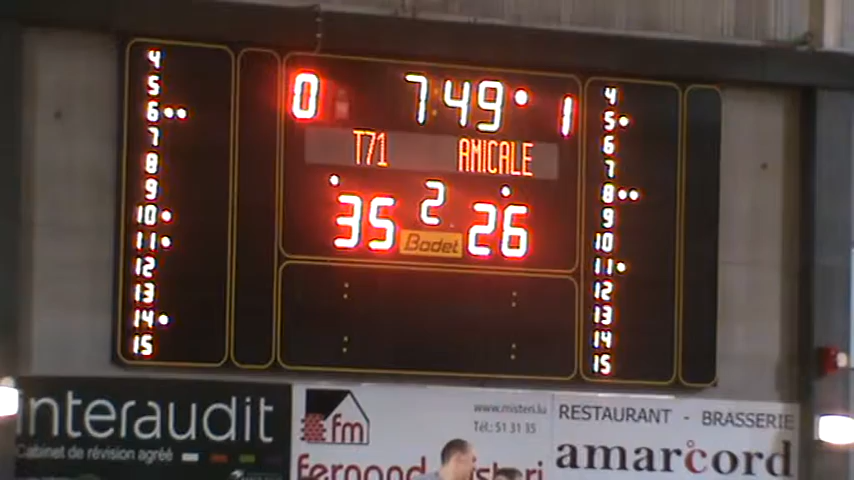 0 7:49 1
T71 AMICALE
35 2 26
Bodet
4 4
5 5
6 6
7 7
8 8
9 9
10 10
11 11
12 12
13 13
14 14
15 15
interaudit
Cabinet de révision agréé
fm
www.misteri.lu
Tél.: 51 31 35
RESTAURANT - BRASSERIE
amarcord